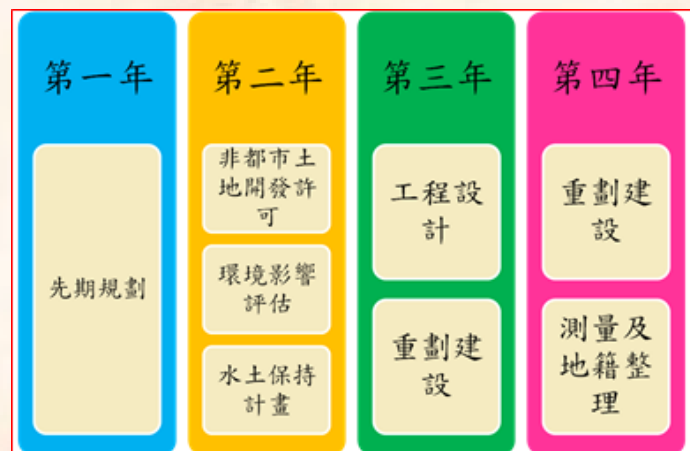 第一年
先期規劃
第二年
非都市土
地開發許
可
環境影響
評估
水土保持
計畫
第三年
工程設
計
重劃建
設
第四年
重劃建
設
測量及
地籍整
理